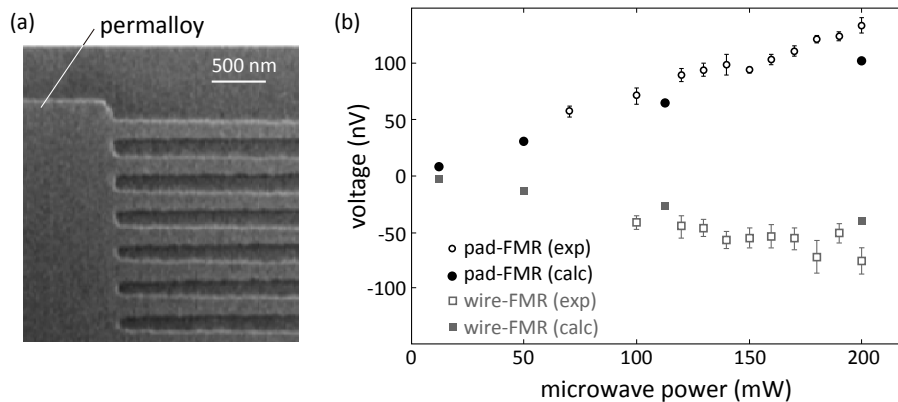 (a)
permalloy
500 nm
(b)
voltage (nV)
100
50
0
-50
-100
pad-FMR (exp)
pad-FMR (calc)
wire-FMR (exp)
wire-FMR (calc)
0
50
100
150
200
microwave power (mW)